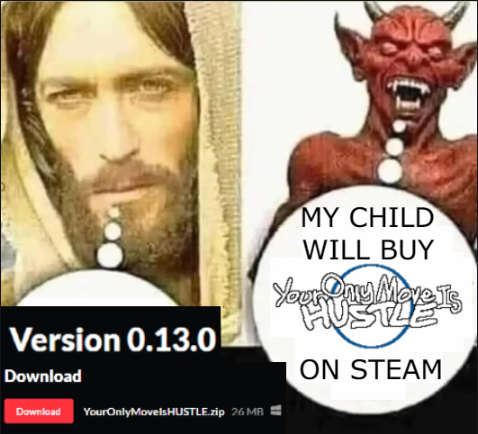 MY CHILD
WILL BUY
Your Only Move Is
HUSTLE
ON STEAM
Version 0.13.0
Download
Download YourOnlyMoveIsHUSTLE.zip 26 MB